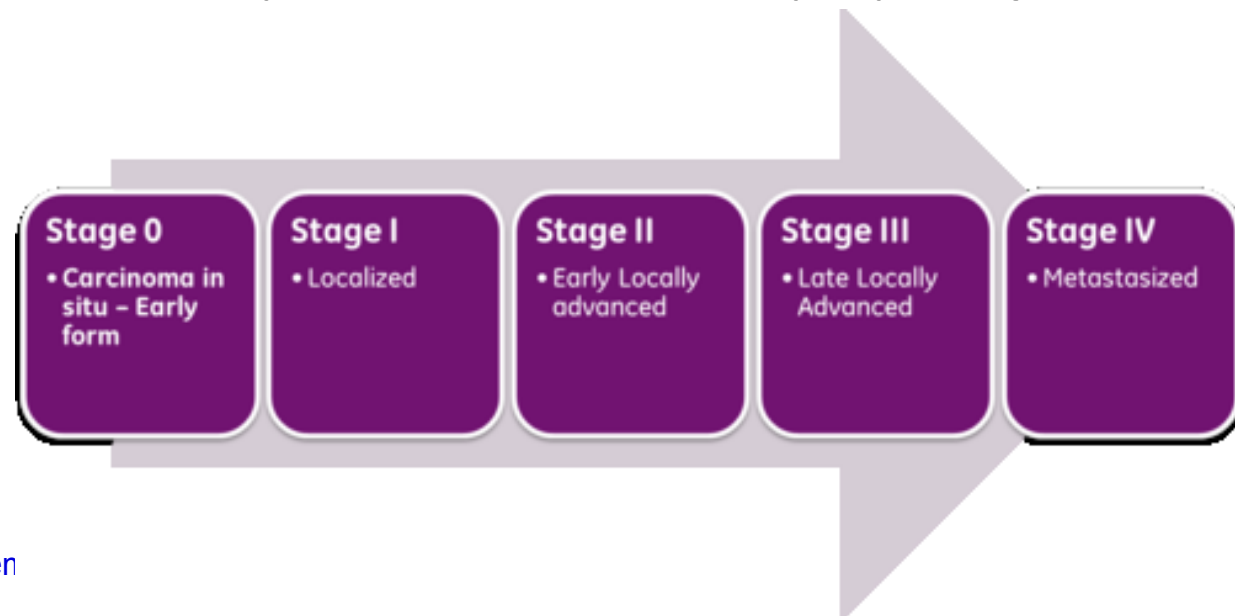 Stage 0
• Carcinoma in
situ – Early
form
Stage I
• Localized
Stage II
• Early Locally
advanced
Stage III
• Late Locally
Advanced
Stage IV
• Metastasized
en